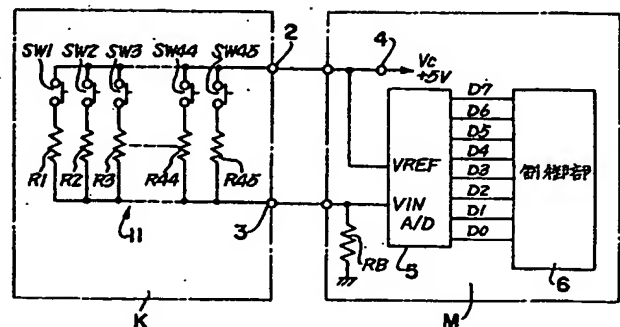 SW1 SW2 SW3 SW44 SW45 2 4
Vc
+5V
D7
D6
D5
D4
D3
D2
D1
D0
VREF
VIN
A/D
制御部
R1 R2 R3 R44 R45
11
3
RB
5
6
K
M